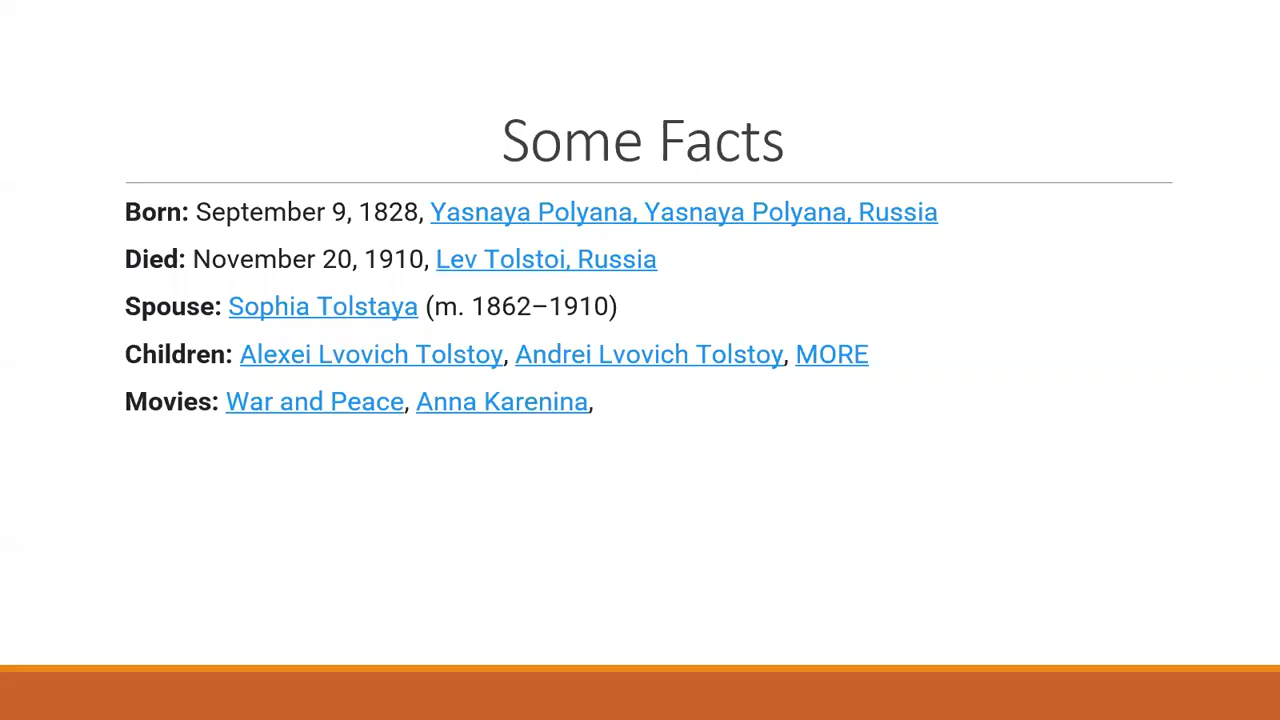 Some Facts
Born: September 9, 1828, Yasnaya Polyana, Yasnaya Polyana, Russia
Died: November 20, 1910, Lev Tolstoi, Russia
Spouse: Sophia Tolstaya (m. 1862–1910)
Children: Alexei Lvovich Tolstoy, Andrei Lvovich Tolstoy, MORE
Movies: War and Peace, Anna Karenina,